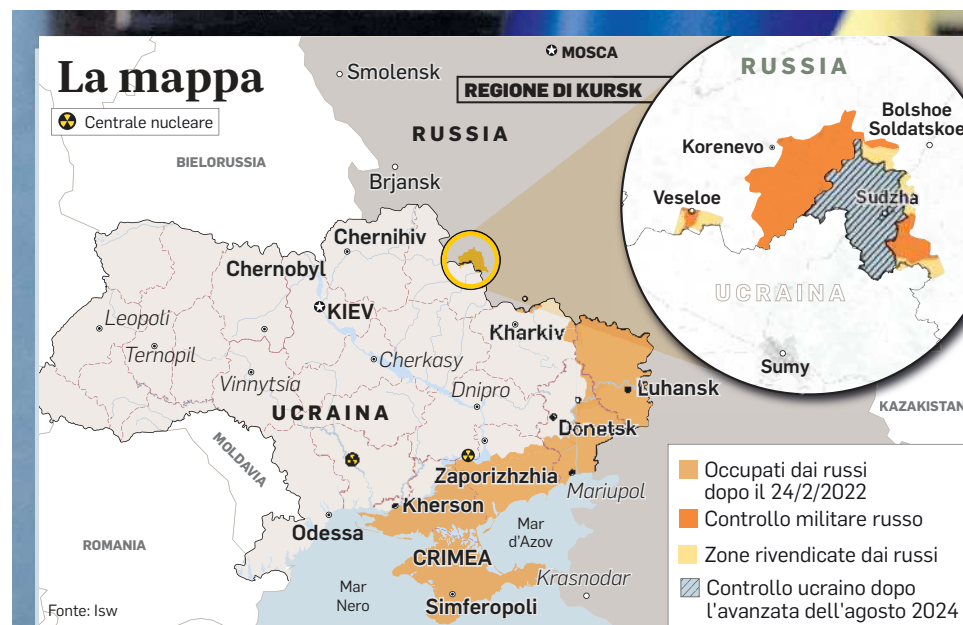 La mappa
Centrale nucleare
MOSCA
Smolensk
REGIONE DI KURSK
RUSSIA
BIELORUSSIA
Brjansk
Chernihiv
Chernobyl
KIEV
Leopoli
Ternopil
Vinnytsia
Cherkasy
Kharkiv
Dnipro
Luhansk
UCRAINA
Donetsk
MOLDAVIA
Zaporizhzhia
Mariupol
Kherson
Odessa
ROMANIA
CRIMEA
Mar
d'Azov
Mar
Nero
Krasnodar
Simferopoli
Fonte: Isw
RUSSIA
Bolshoe
Soldatskoe
Korenevo
Veseloe
Sudzha
UCRAINA
Sumy
KAZAKISTAN
Occupati dai russi
dopo il 24/2/2022
Controllo militare russo
Zone rivendicate dai russi
Controllo ucraino dopo
l'avanzata dell'agosto 2024